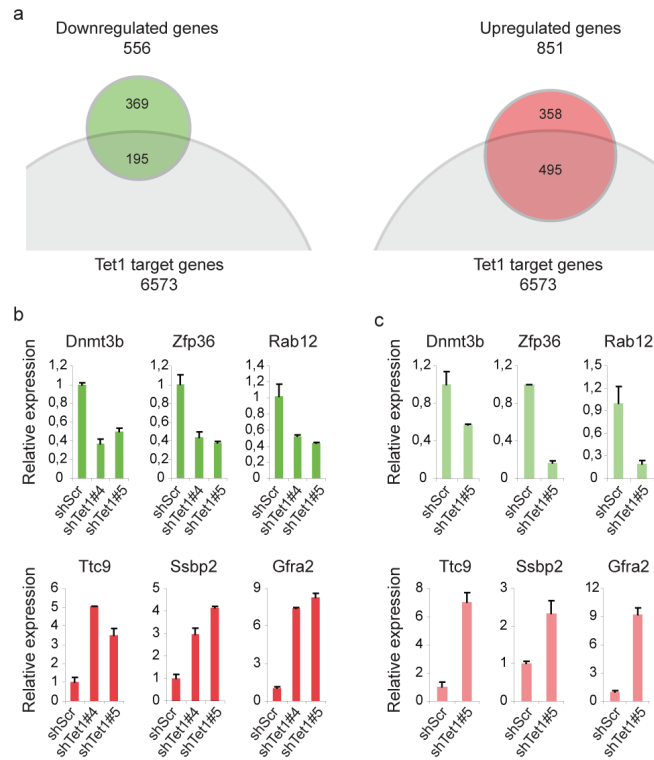 a
Downregulated genes
556
369
195
Tet1 target genes
6573
Upregulated genes
851
358
495
Tet1 target genes
6573
b
Relative expression
Dnmt3b
1,2
1
0,8
0,6
0,4
0,2
0
shScr
shTet1#4
shTet1#5
Zfp36
1,2
1
0,8
0,6
0,4
0,2
0
shScr
shTet1#4
shTet1#5
Rab12
1,4
1,2
1
0,8
0,6
0,4
0,2
0
shScr
shTet1#4
shTet1#5
Relative expression
Ttc9
6
5
4
3
2
1
0
shScr
shTet1#4
shTet1#5
Ssbp2
5
4
3
2
1
0
shScr
shTet1#4
shTet1#5
Gfra2
9
6
3
0
shScr
shTet1#4
shTet1#5
c
Relative expression
Dnmt3b
1,2
0,8
0,4
0
shScr
shTet1#5
Zfp36
1,2
0,8
0,4
0
shScr
shTet1#5
Rab12
1,5
1,2
0,9
0,6
0,3
0
shScr
shTet1#5
Relative expression
Ttc9
8
6
4
2
0
shScr
shTet1#5
Ssbp2
3
2
1
0
shScr
shTet1#5
Gfra2
12
9
6
3
0
shScr
shTet1#5